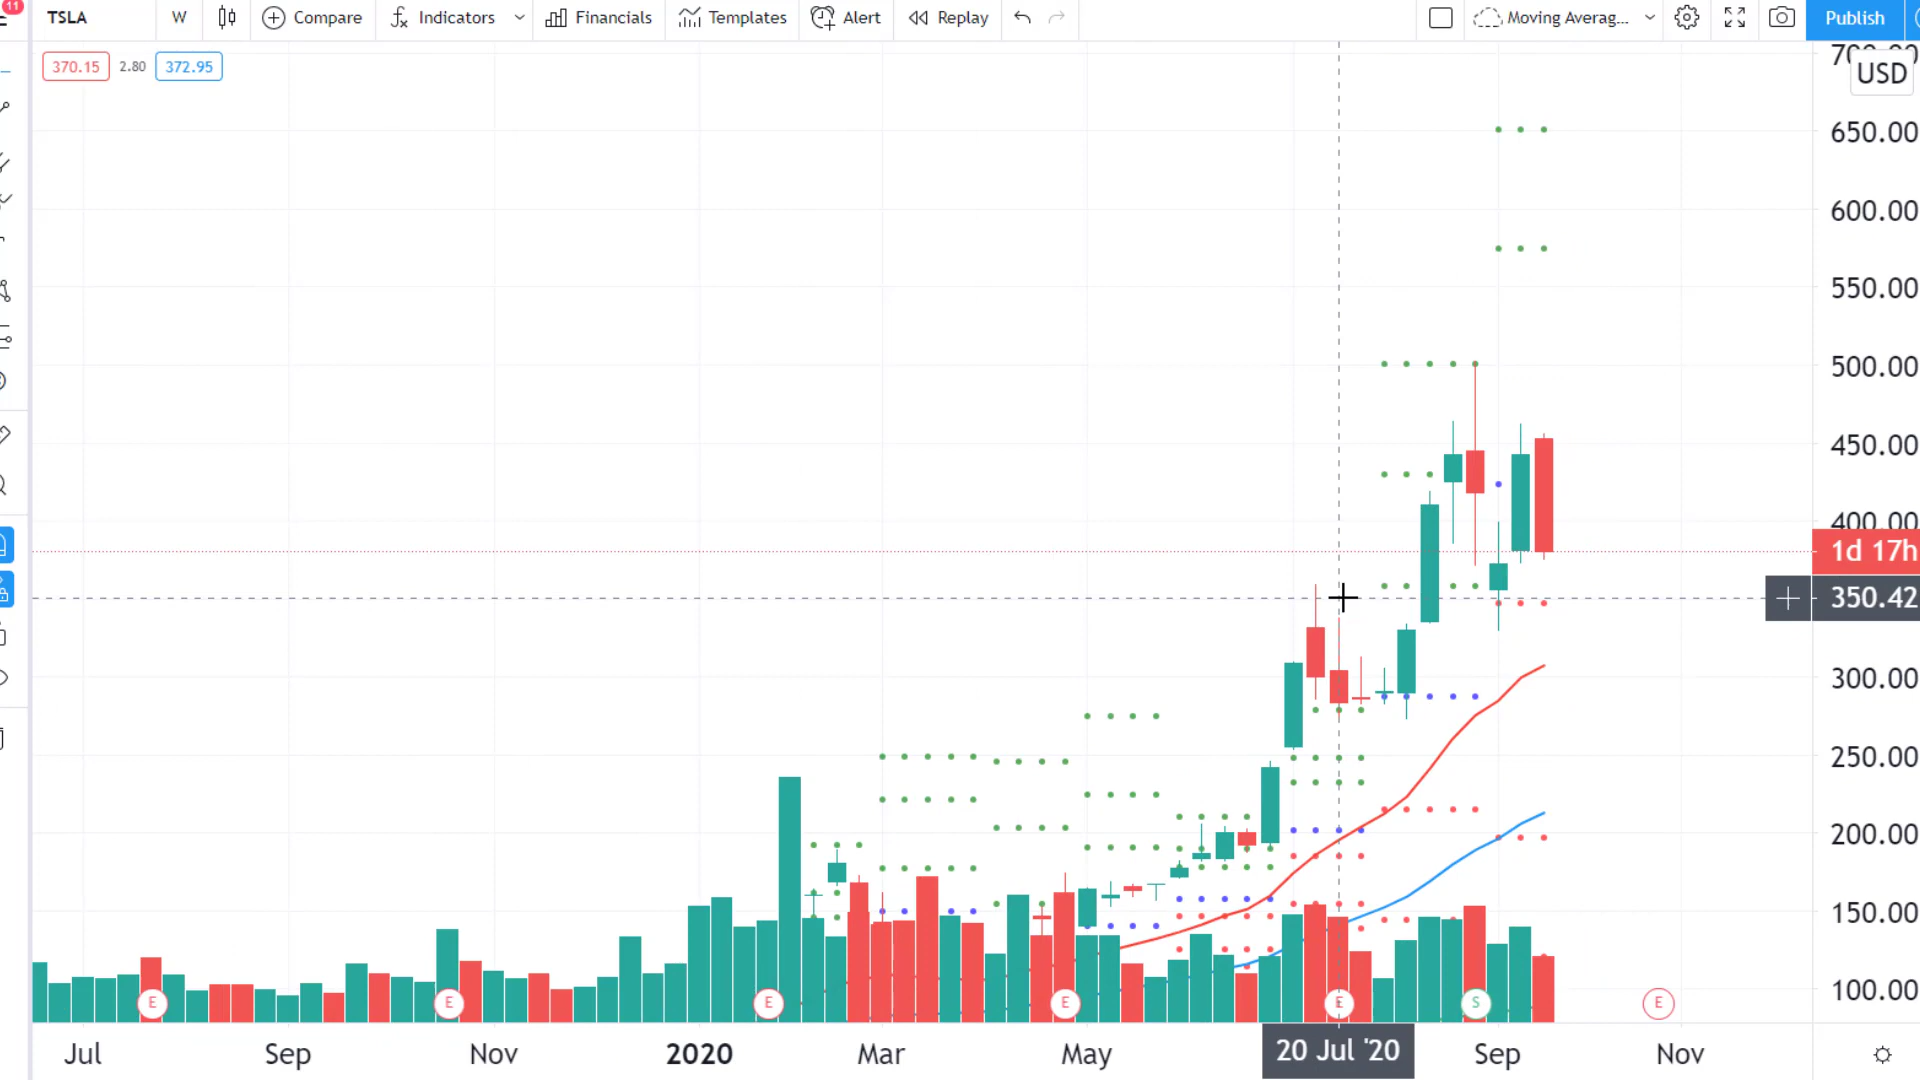 11
TSLA W Compare Indicators Financials Templates Alert Replay Moving Averag... Publish
370.15 2.80 372.95
USD
650.00
600.00
550.00
500.00
450.00
400.00
1d 17h
350.42
300.00
250.00
200.00
150.00
100.00
E E E E E S E
Jul Sep Nov 2020 Mar May 20 Jul '20 Sep Nov